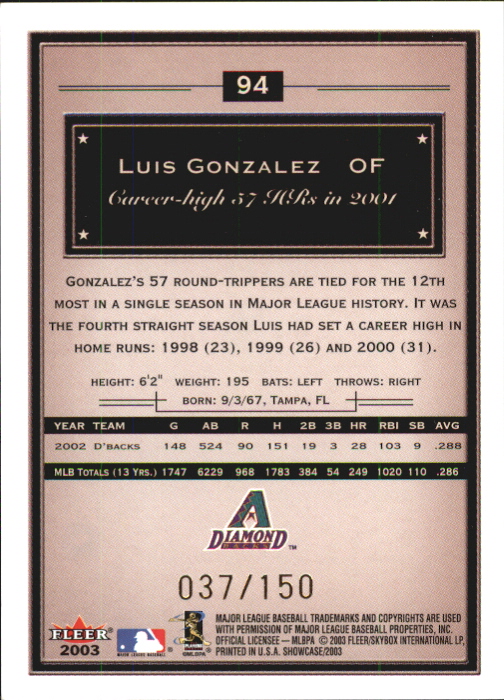 94
LUIS GONZALEZ OF
Career-high 57 HRs in 2001
GONZALEZ'S 57 ROUND-TRIPPERS ARE TIED FOR THE 12TH
MOST IN A SINGLE SEASON IN MAJOR LEAGUE HISTORY. IT WAS
THE FOURTH STRAIGHT SEASON LUIS HAD SET A CAREER HIGH IN
HOME RUNS: 1998 (23), 1999 (26) AND 2000 (31).
HEIGHT: 6'2" WEIGHT: 195 BATS: LEFT THROWS: RIGHT
BORN: 9/3/67, TAMPA, FL
YEAR TEAM G AB R H 2B 3B HR RBI SB AVG
2002 D'BACKS 148 524 90 151 19 3 28 103 9 .288
MLB TOTALS (13 YRS.) 1747 6229 968 1783 384 54 249 1020 110 .286
DIAMOND
BACKS TM
037/150
FLEER
2003
MAJOR LEAGUE BASEBALL
MLBPA
MAJOR LEAGUE BASEBALL TRADEMARKS AND COPYRIGHTS ARE USED
WITH PERMISSION OF MAJOR LEAGUE BASEBALL PROPERTIES, INC.
OFFICIAL LICENSEE — MLBPA © 2003 FLEER/SKYBOX INTERNATIONAL LP,
PRINTED IN U.S.A. SHOWCASE/2003